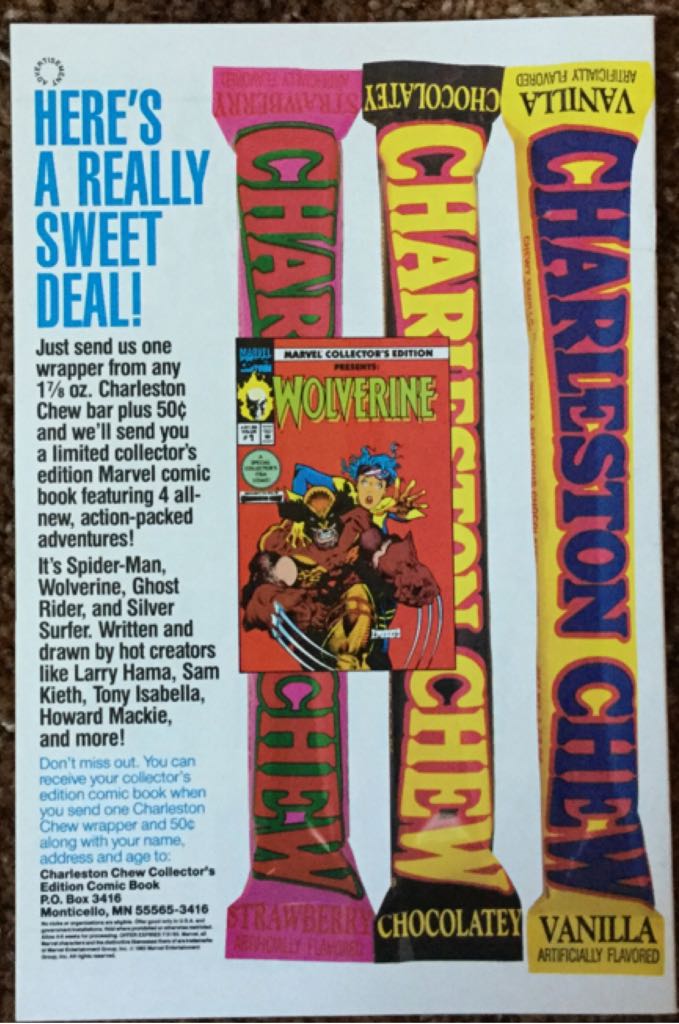 ADVERTISEMENT
HERE'S
A REALLY
SWEET
DEAL!
Just send us one
wrapper from any
1⅞ oz. Charleston
Chew bar plus 50¢
and we'll send you
a limited collector's
edition Marvel comic
book featuring 4 all-
new, action-packed
adventures!
It's Spider-Man,
Wolverine, Ghost
Rider, and Silver
Surfer. Written and
drawn by hot creators
like Larry Hama, Sam
Kieth, Tony Isabella,
Howard Mackie,
and more!
Don't miss out. You can
receive your collector's
edition comic book when
you send one Charleston
Chew wrapper and 50¢
along with your name,
address and age to:
Charleston Chew Collector's
Edition Comic Book
P.O. Box 3416
Monticello, MN 55565-3416
STRAWBERRY
ARTIFICIALLY FLAVORED
CHAR
CHEW
STRAWBERRY
ARTIFICIALLY FLAVORED
CHOCOLATEY
CHARLESTON CHEW
CHOCOLATEY
VANILLA
ARTIFICIALLY FLAVORED
CHARLESTON CHEW
VANILLA
ARTIFICIALLY FLAVORED
MARVEL
MARVEL COLLECTOR'S EDITION
PRESENTS:
WOLVERINE
#1
A
SPECIAL
COLLECTOR'S
ITEM